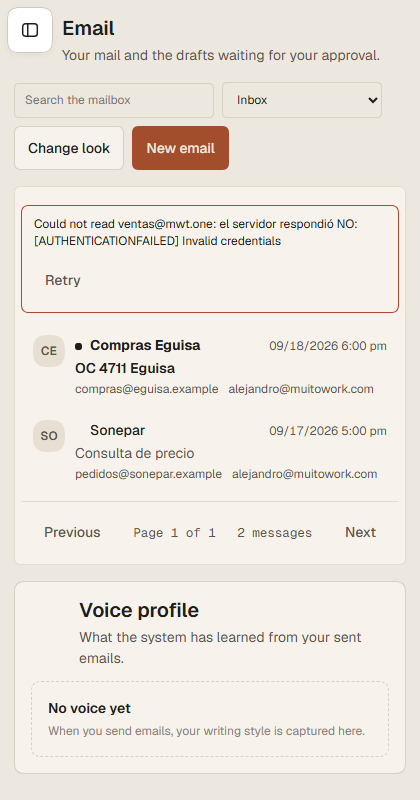 Email
Your mail and the drafts waiting for your approval.
Search the mailbox
Inbox
Change look
New email
Could not read ventas@mwt.one: el servidor respondió NO:
[AUTHENTICATIONFAILED] Invalid credentials
Retry
CE
Compras Eguisa
09/18/2026 6:00 pm
OC 4711 Eguisa
compras@eguisa.example alejandro@muitowork.com
SO
Sonepar
09/17/2026 5:00 pm
Consulta de precio
pedidos@sonepar.example alejandro@muitowork.com
Previous
Page 1 of 1 2 messages
Next
Voice profile
What the system has learned from your sent
emails.
No voice yet
When you send emails, your writing style is captured here.